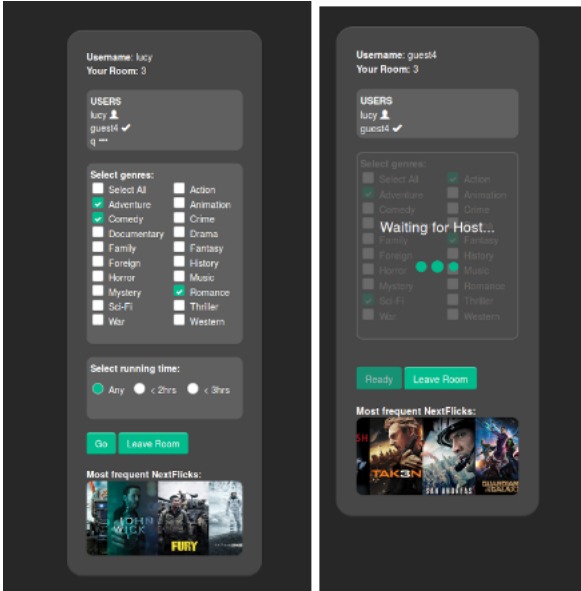 Username: lucy
Your Room: 3
USERS
lucy
guest4
q
Select genres:
Select All Action
Adventure Animation
Comedy Crime
Documentary Drama
Family Fantasy
Foreign History
Horror Music
Mystery Romance
Sci-Fi Thriller
War Western
Select running time:
Any < 2hrs < 3hrs
Go Leave Room
Most frequent NextFlicks:
JOHN
WICK
FURY
Username: guest4
Your Room: 3
USERS
lucy
guest4
Select genres:
Select All Action
Adventure Animation
Comedy Crime
Waiting for Host...
Family Fantasy
Foreign History
Horror Music
Mystery Romance
Sci-Fi Thriller
War Western
Ready Leave Room
Most frequent NextFlicks:
TAK3N
SAN ANDREAS
GUARDIAN
GALAX